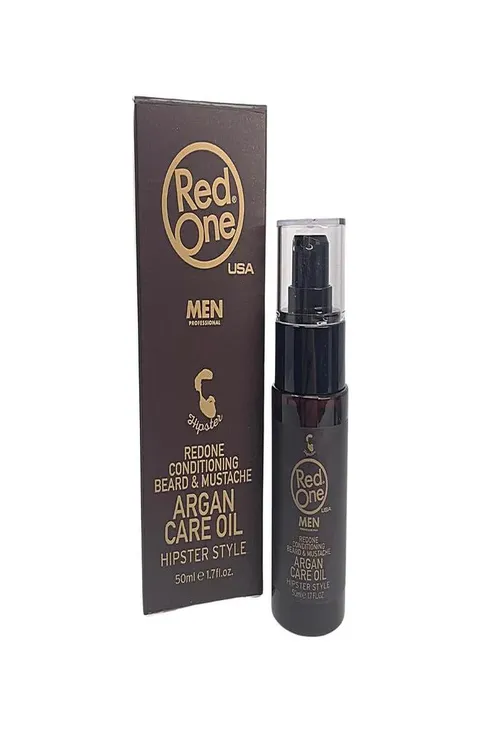 Red®
One
USA
MEN
PROFESSIONAL
Hipster
REDONE
CONDITIONING
BEARD & MUSTACHE
ARGAN
CARE OIL
HIPSTER STYLE
50ml e 1.7fl.oz.
Red
One
USA
MEN
REDONE
CONDITIONING
BEARD & MUSTACHE
ARGAN
CARE OIL
HIPSTER STYLE
50ml e 1.7fl.oz.